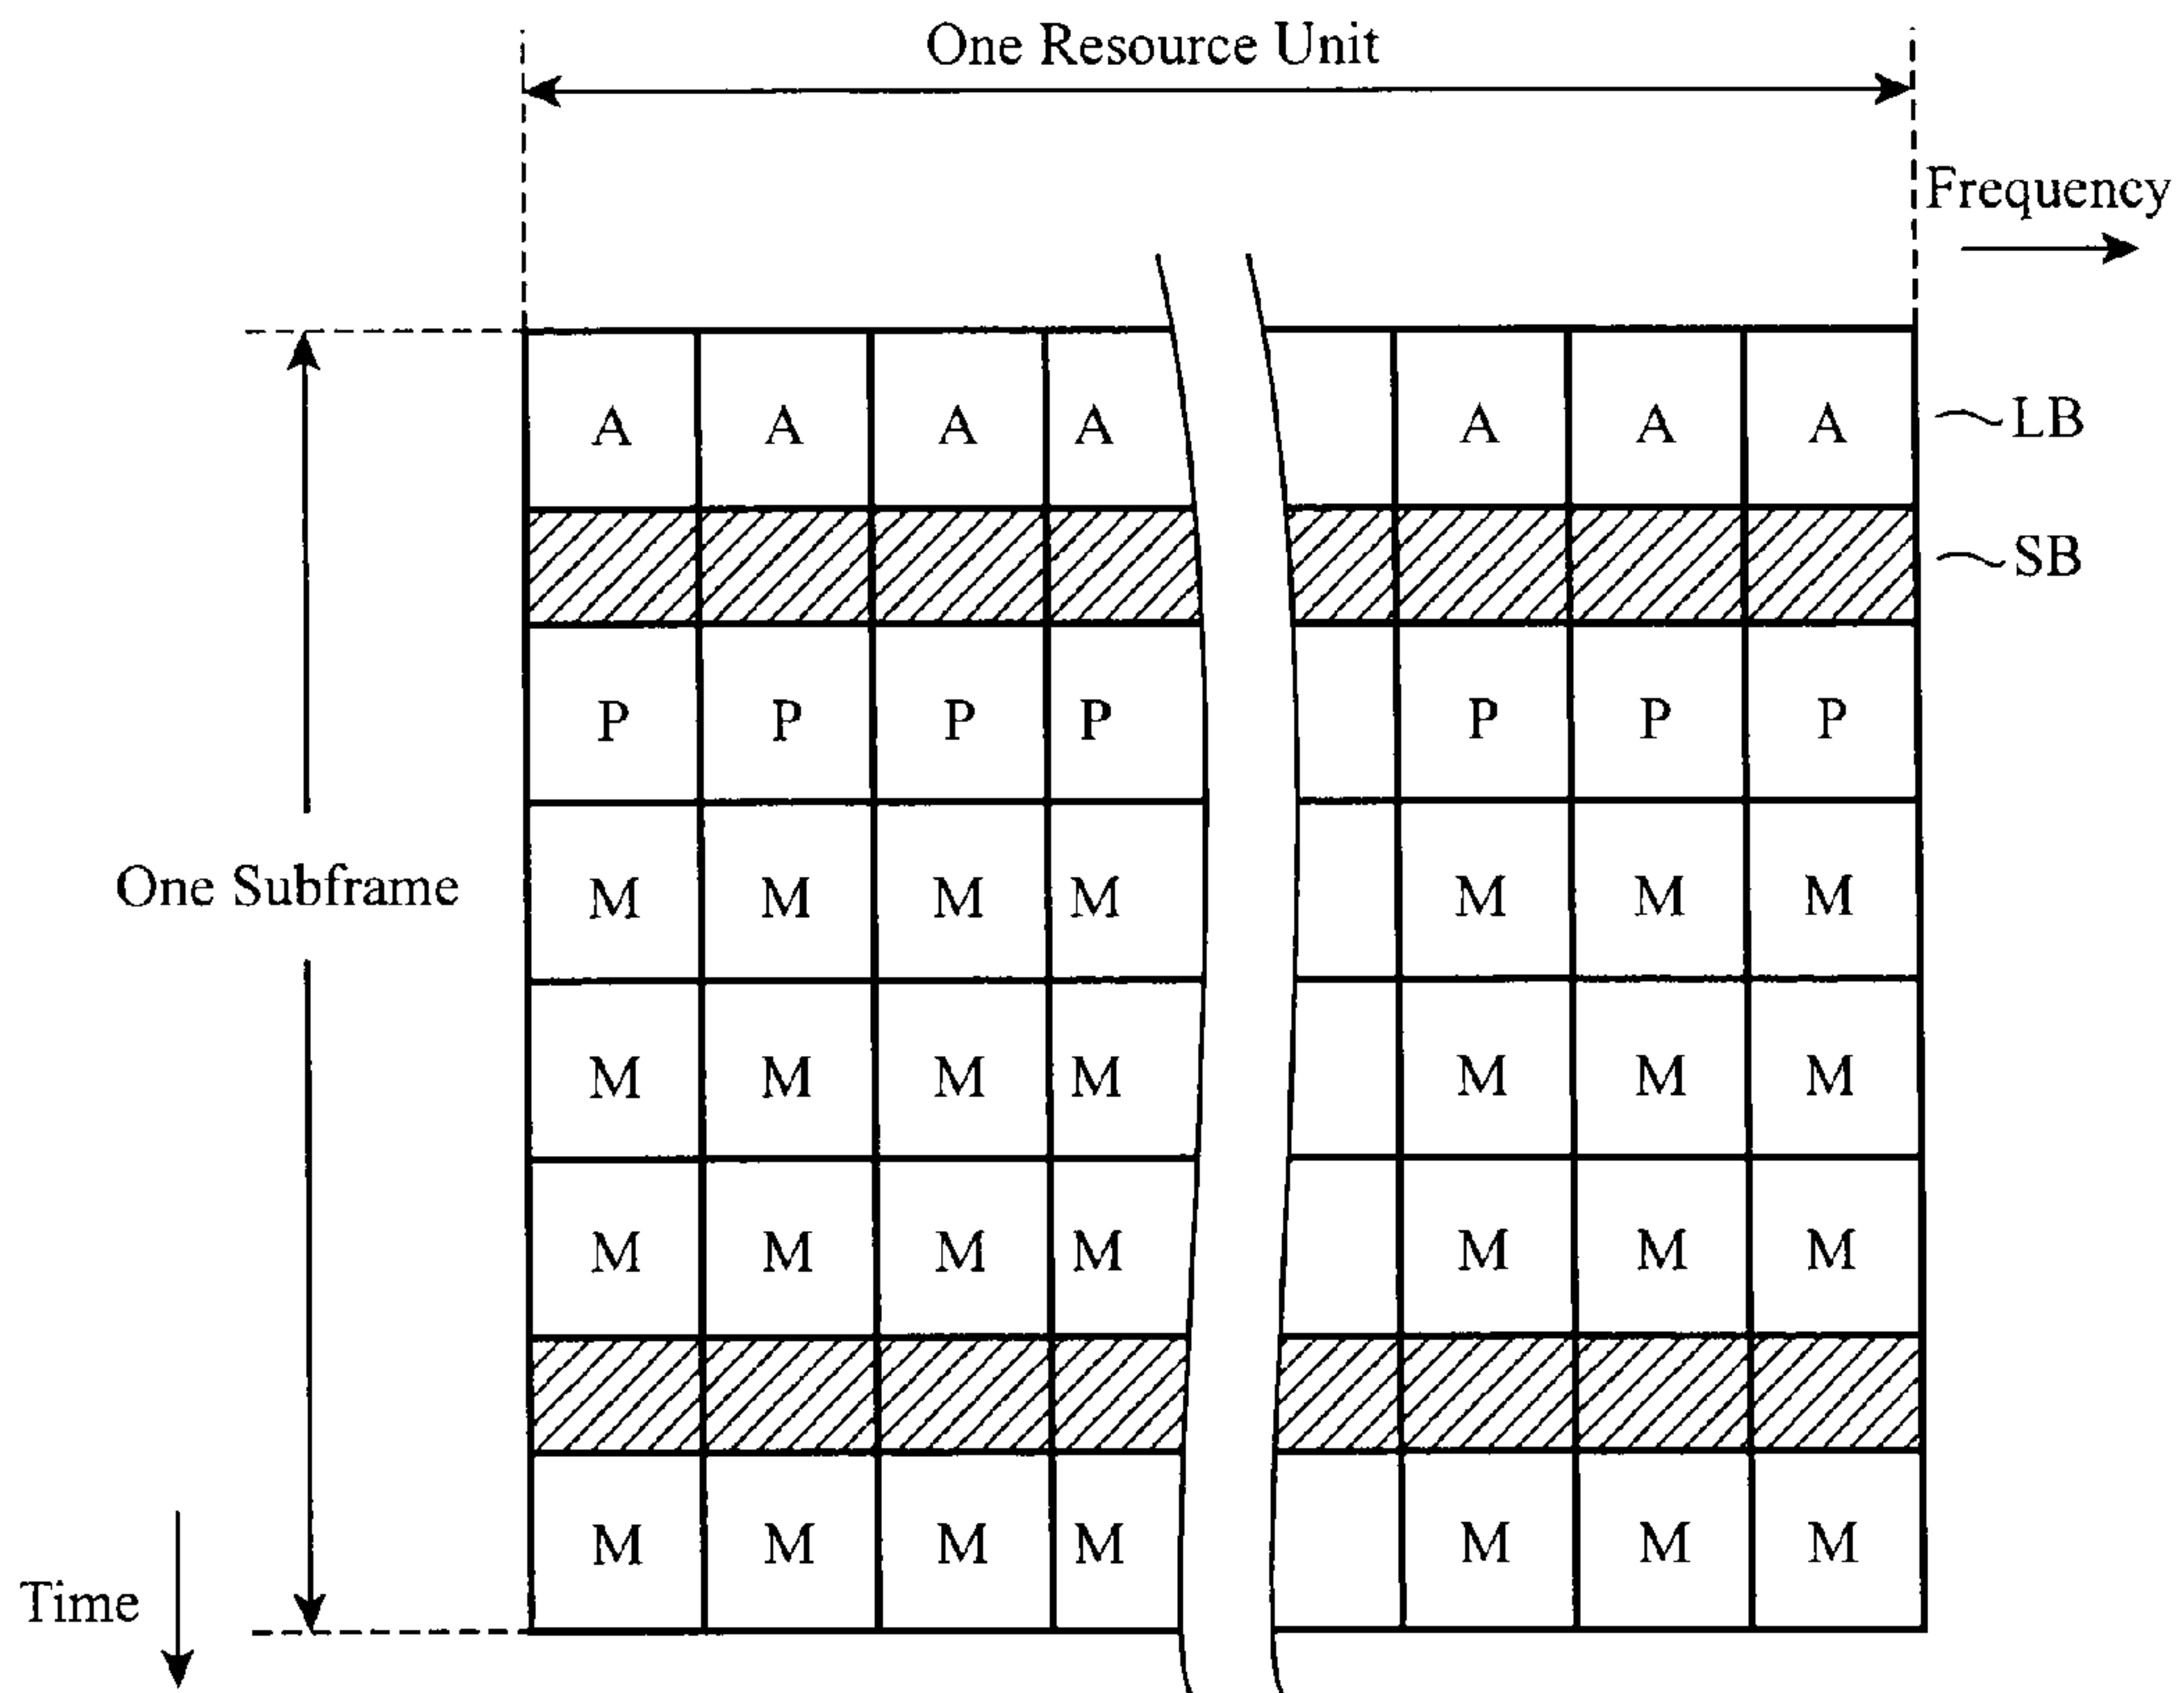 One Resource Unit
Frequency
A A A A A A A LB
SB
P P P P P P P
M M M M M M M
One Subframe
M M M M M M M
M M M M M M M
M M M M M M M
Time